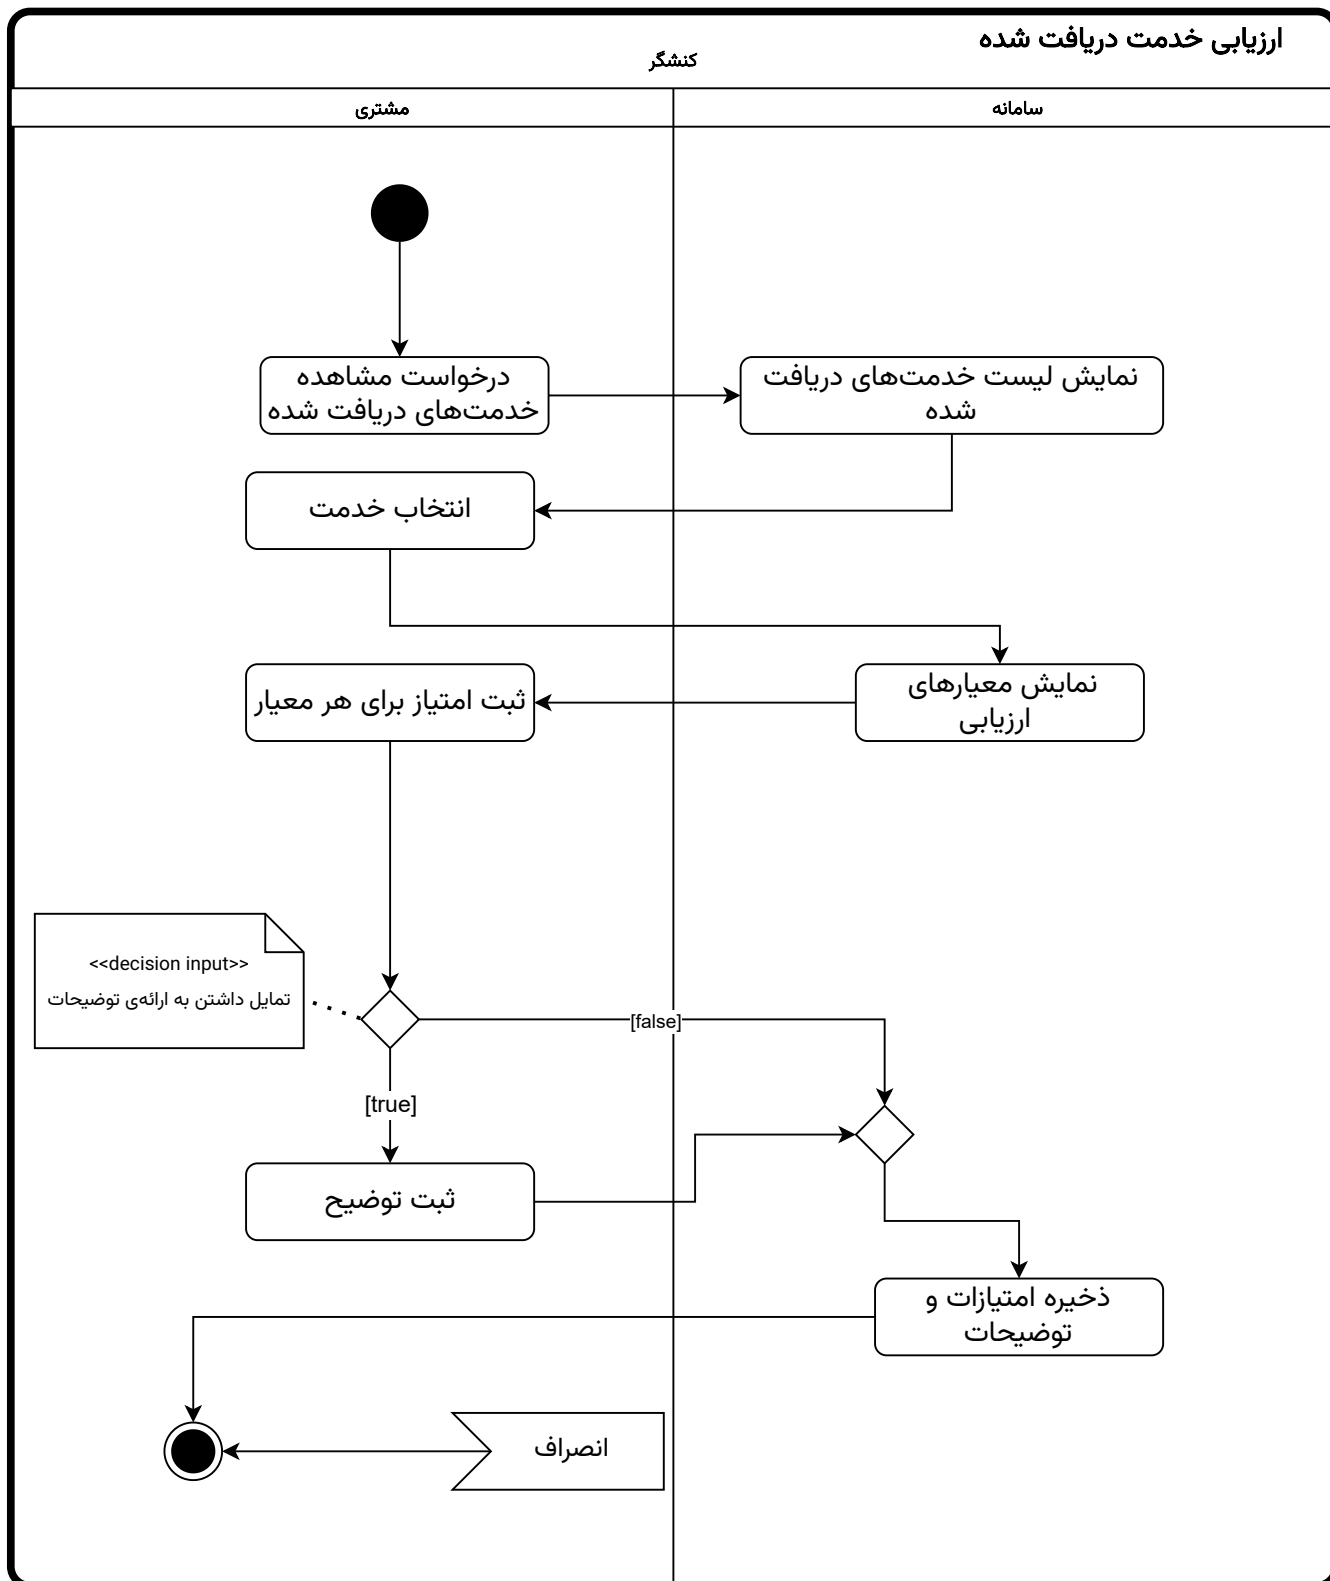 ارزیابی خدمت دریافت شده
کنشگر
مشتری
سامانه
درخواست مشاهده
خدمت‌های دریافت شده
نمایش لیست خدمت‌های دریافت
شده
انتخاب خدمت
نمایش معیارهای
ارزیابی
ثبت امتیاز برای هر معیار
<<decision input>>
تمایل داشتن به ارائه‌ی توضیحات
[false]
[true]
ثبت توضیح
ذخیره امتیازات و
توضیحات
انصراف